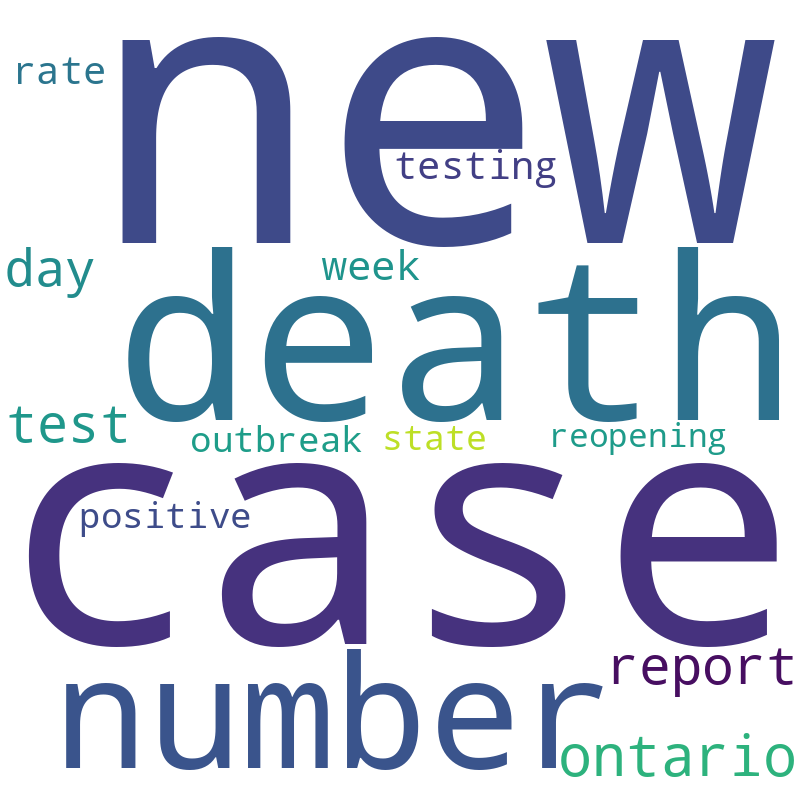 new
rate
testing
day
week
death
test
outbreak
state
reopening
case
positive
report
number
ontario